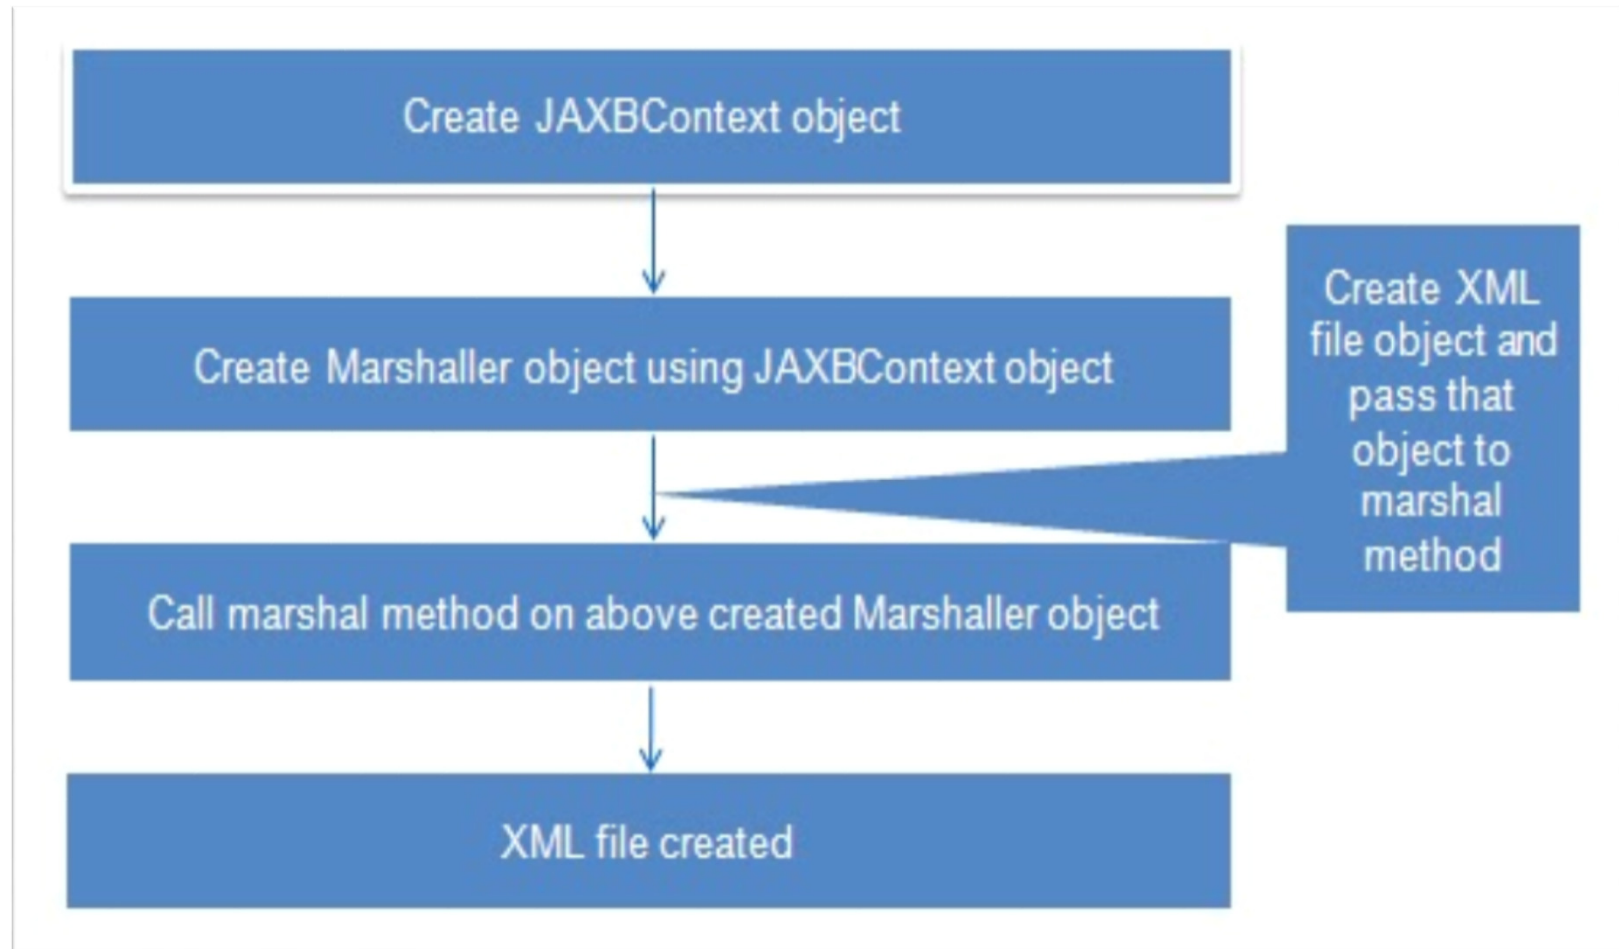 Create JAXBContext object
Create Marshaller object using JAXBContext object
Create XML
file object and
pass that
object to
marshal
method
Call marshal method on above created Marshaller object
XML file created